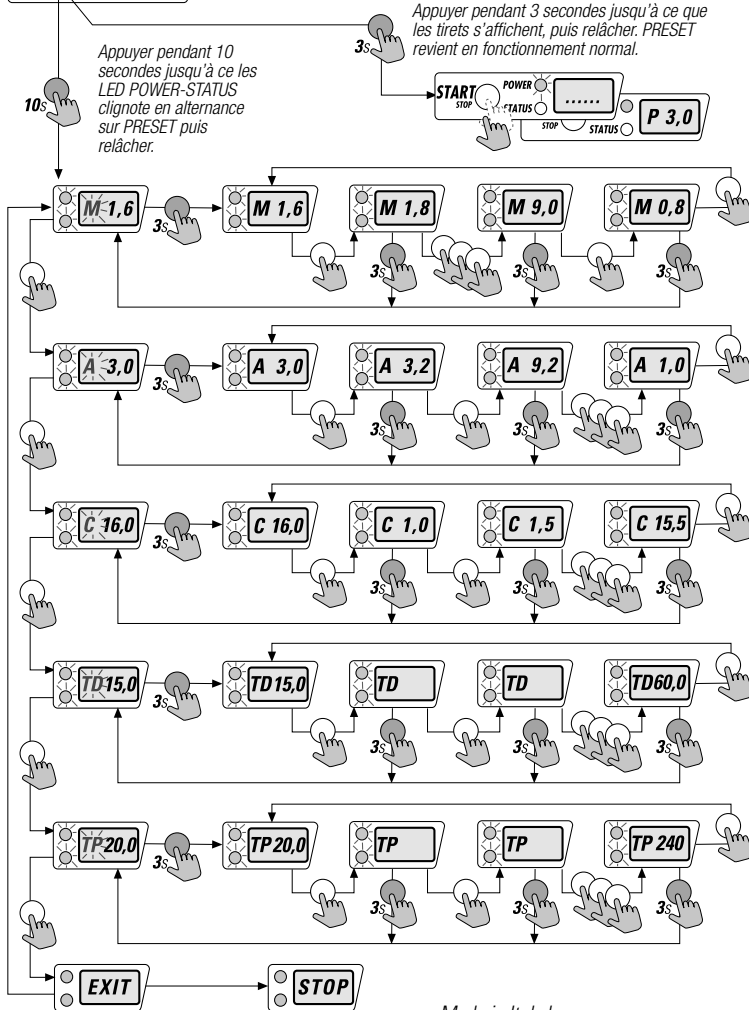 Appuyer pendant 3 secondes jusqu'à ce que
les tirets s'affichent, puis relâcher. PRESET
revient en fonctionnement normal.
3s
Appuyer pendant 10
secondes jusqu'à ce les
LED POWER-STATUS
clignote en alternance
sur PRESET puis
relâcher.
10s
START
STOP
POWER
STATUS
......
STOP
STATUS
P 3,0
M 1,6
3s
M 1,6
M 1,8
M 9,0
M 0,8
3s
3s
3s
A 3,0
3s
A 3,0
A 3,2
A 9,2
A 1,0
3s
3s
3s
C 16,0
3s
C 16,0
C 1,0
C 1,5
C 15,5
3s
3s
3s
TD 15,0
3s
TD 15,0
TD
TD
TD60,0
3s
3s
3s
TP 20,0
3s
TP 20,0
TP
TP
TP 240
3s
3s
3s
EXIT
STOP